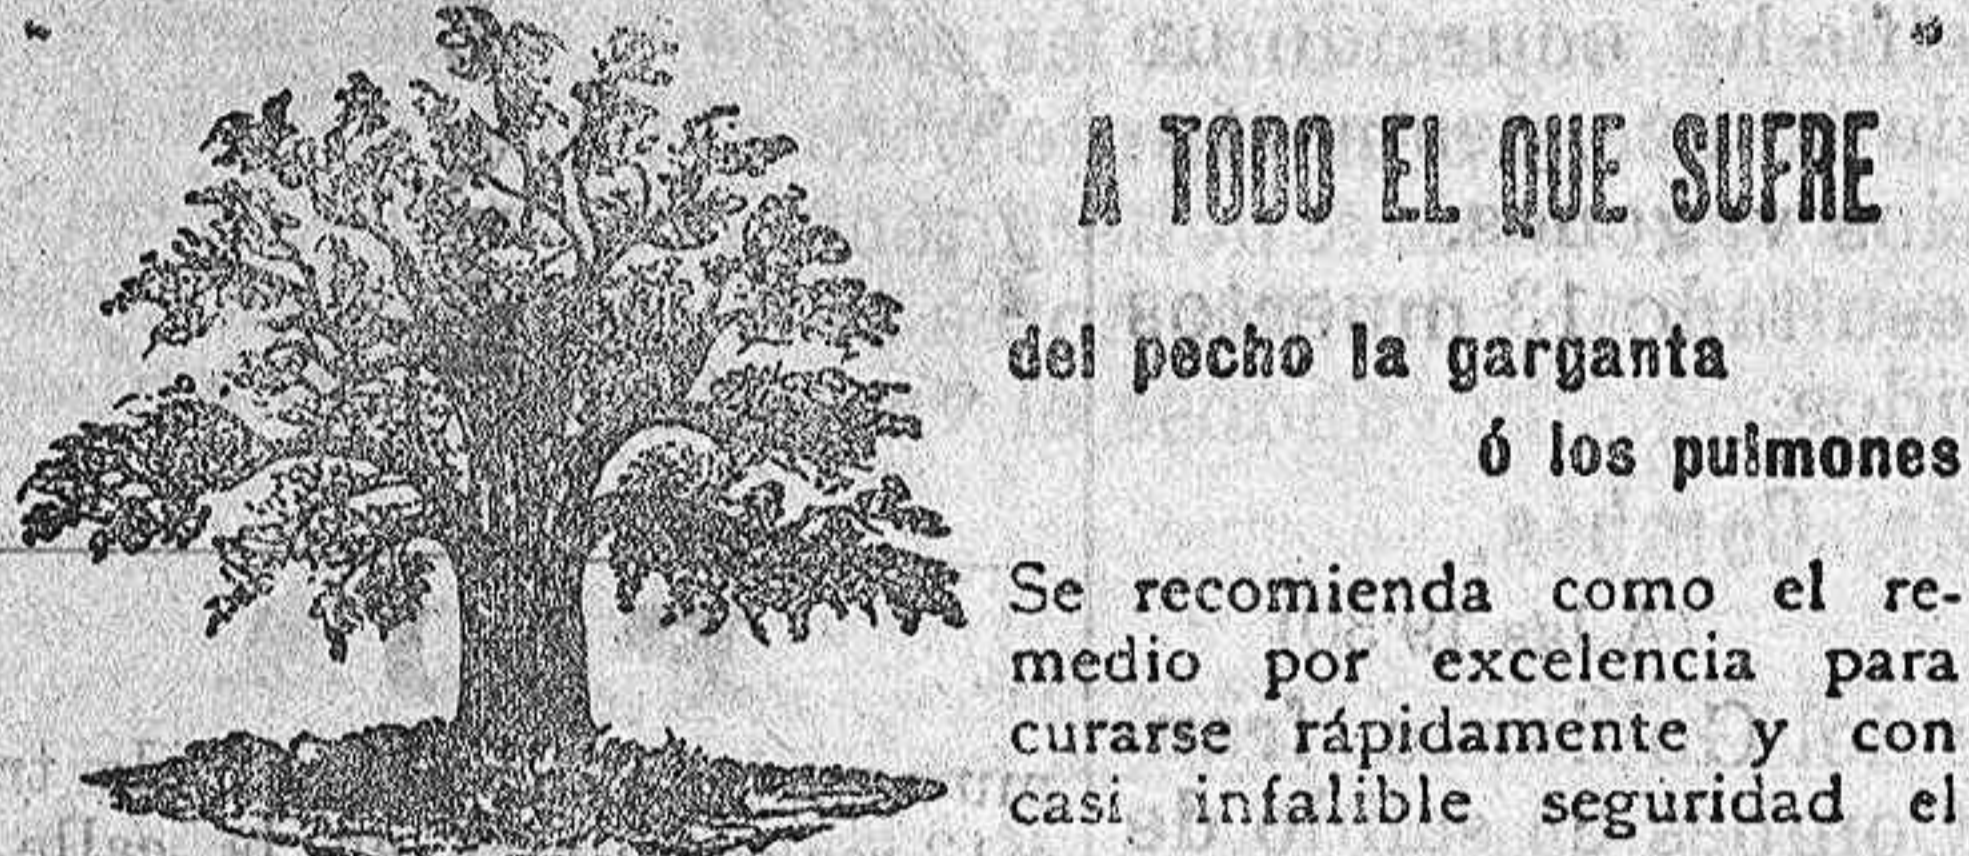 A TODO EL QUE SUFRE
del pecho la garganta
ó los pulmones
Se recomienda como el re-
medio por excelencia para
curarse rápidamente y con
casi infalible seguridad el